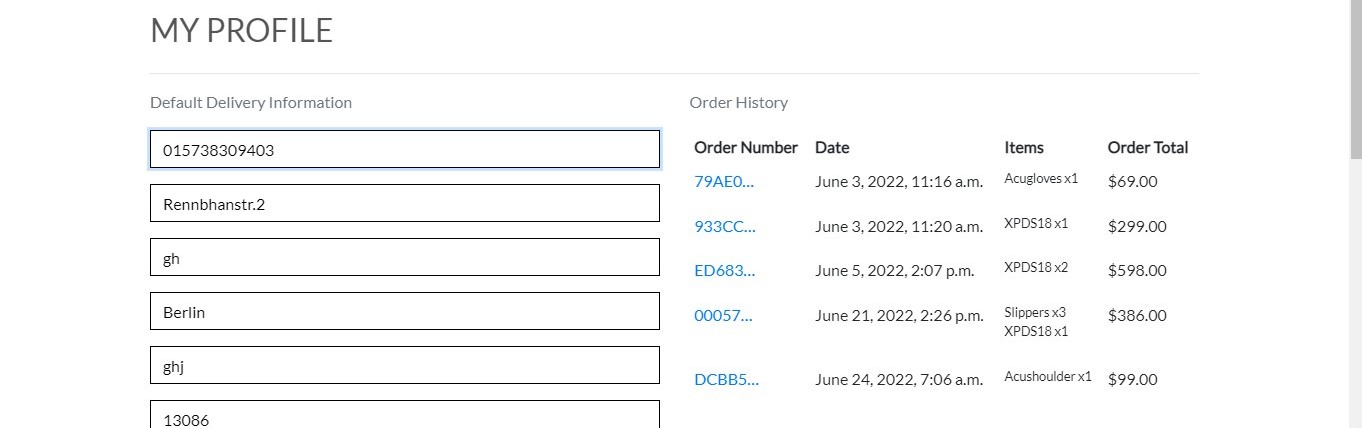 MY PROFILE
Default Delivery Information
015738309403
Rennbhanstr.2
gh
Berlin
ghj
13086
Order History
Order Number Date Items Order Total
79AE0... June 3, 2022, 11:16 a.m. Acugloves x1 $69.00
933CC... June 3, 2022, 11:20 a.m. XPDS18 x1 $299.00
ED683... June 5, 2022, 2:07 p.m. XPDS18 x2 $598.00
00057... June 21, 2022, 2:26 p.m. Slippers x3 $386.00
XPDS18 x1
DCBB5... June 24, 2022, 7:06 a.m. Acushoulder x1 $99.00